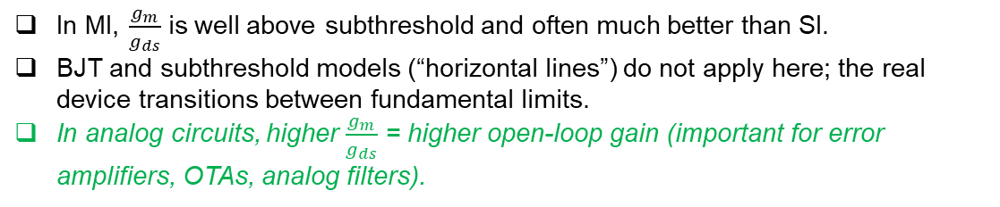 ❑ In MI, gm/gds is well above subthreshold and often much better than SI.
❑ BJT and subthreshold models (“horizontal lines”) do not apply here; the real
device transitions between fundamental limits.
❑ In analog circuits, higher gm/gds = higher open-loop gain (important for error
amplifiers, OTAs, analog filters).